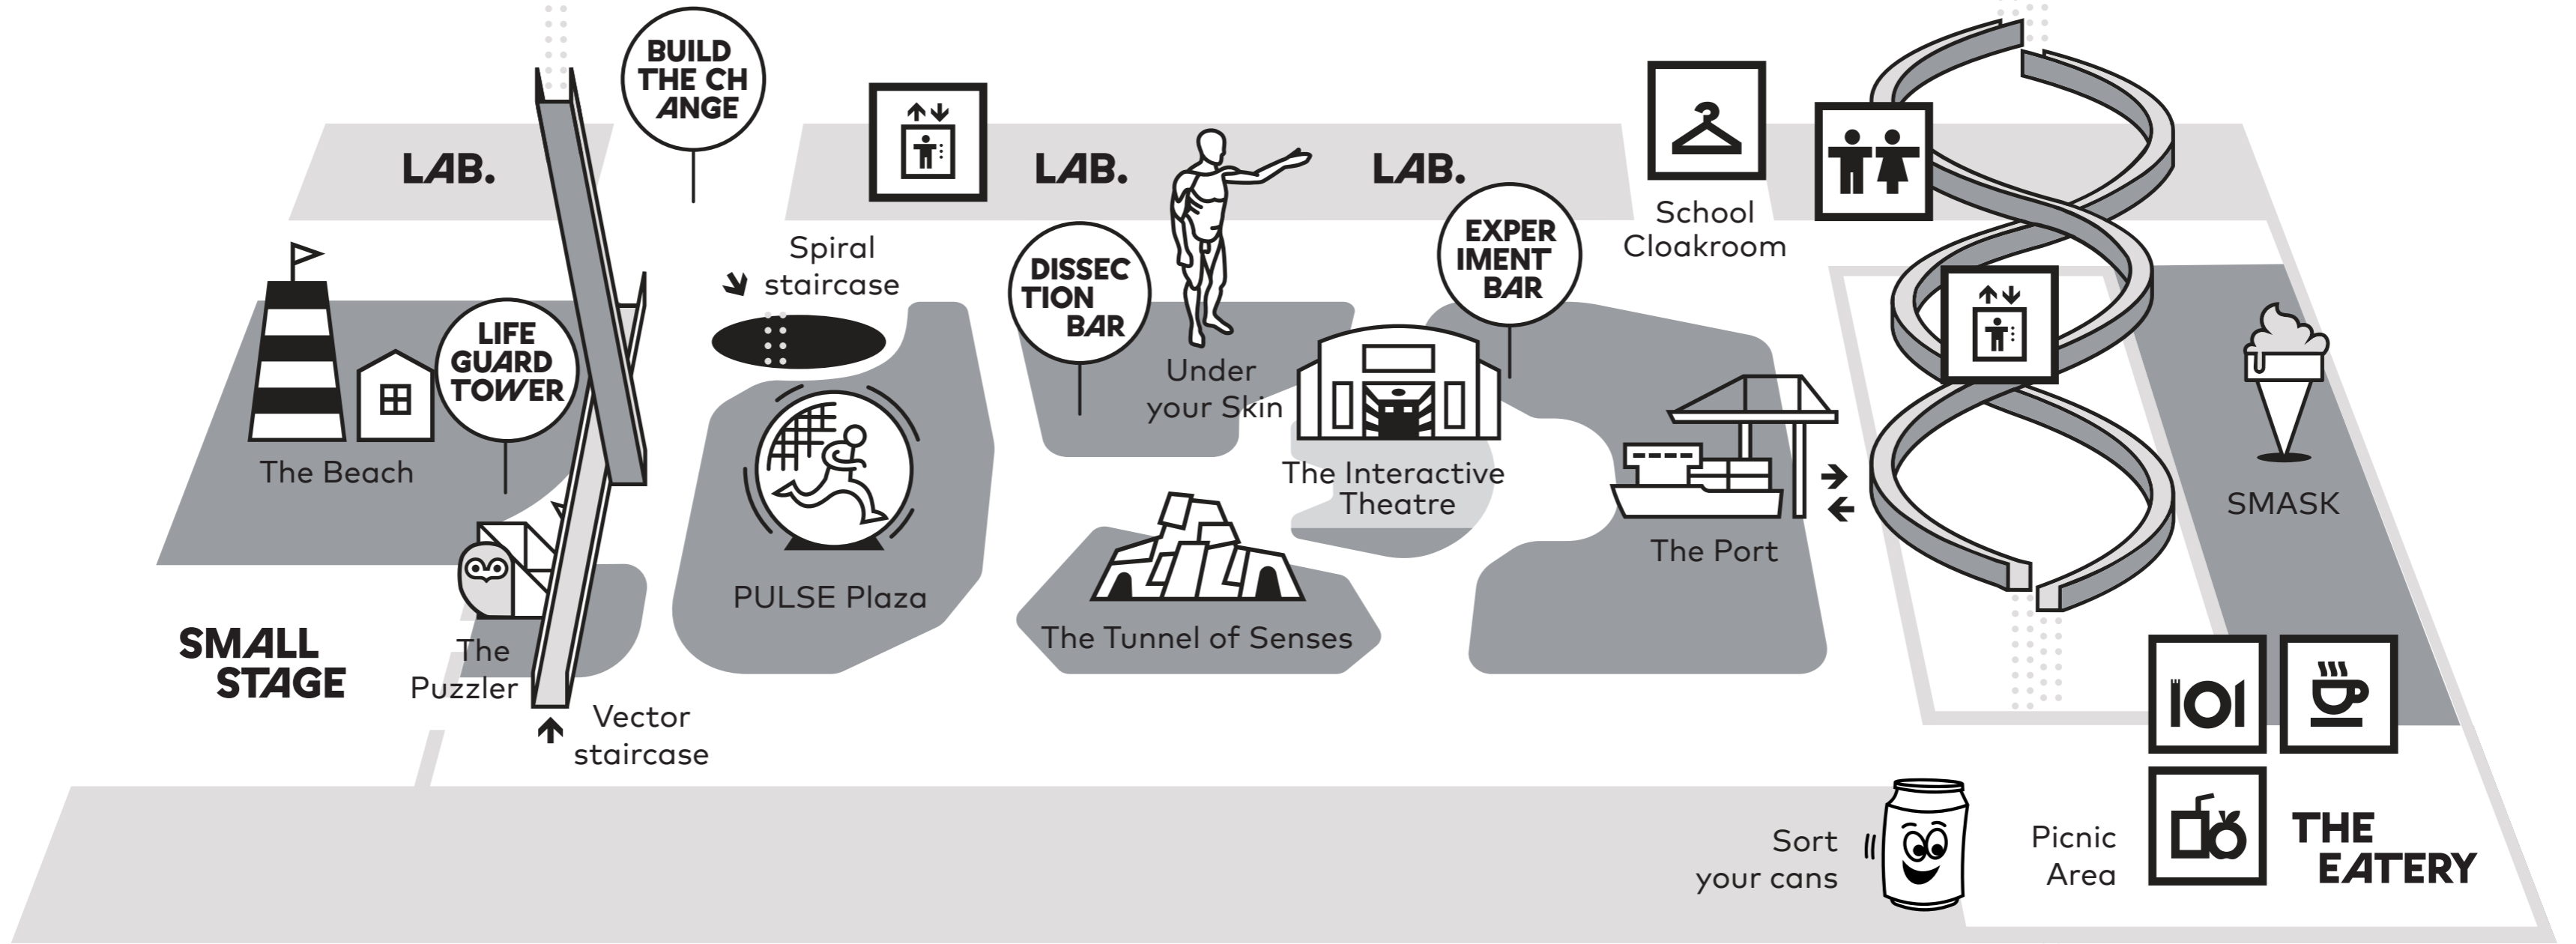 BUILD
THE CH
ANGE
LAB.
LAB.
LAB.
School
Cloakroom
Spiral
staircase
DISSEC
TION
BAR
EXPER
IMENT
BAR
LIFE
GUARD
TOWER
Under
your Skin
The Beach
The Interactive
Theatre
SMASK
The Port
PULSE Plaza
The Tunnel of Senses
SMALL
STAGE
The
Puzzler
Vector
staircase
Sort
your cans
Picnic
Area
THE
EATERY